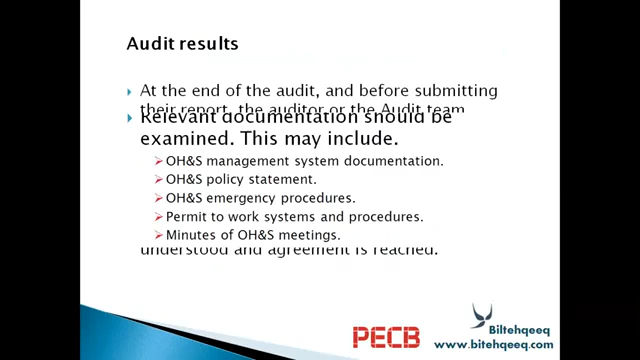 Audit results
At the end of the audit, and before submitting
their report, the auditor or the Audit team
Relevant documentation should be
examined. This may include.
OH&S management system documentation.
OH&S policy statement.
OH&S emergency procedures.
Permit to work systems and procedures.
Minutes of OH&S meetings.
understood and agreement is reached.
PECB
Biltehqeeq
www.bitehqeeq.com